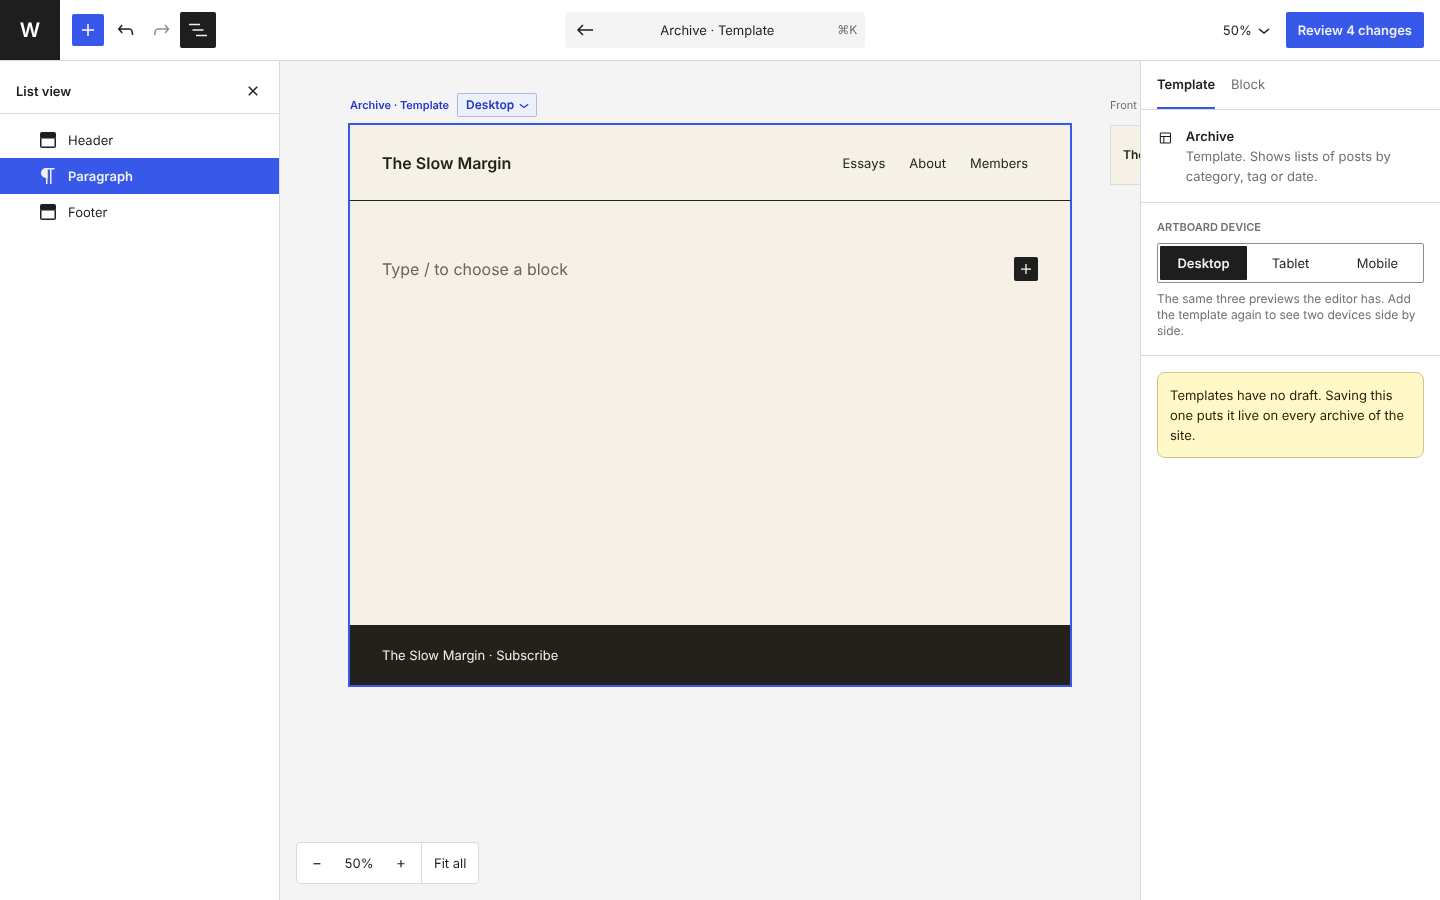 W
Archive · Template
⌘K
50%
Review 4 changes
List view
Header
Paragraph
Footer
Archive · Template
Desktop
The Slow Margin
Essays
About
Members
Type / to choose a block
The Slow Margin · Subscribe
Front
The
− 50% +
Fit all
Template
Block
Archive
Template. Shows lists of posts by
category, tag or date.
ARTBOARD DEVICE
Desktop
Tablet
Mobile
The same three previews the editor has. Add
the template again to see two devices side by
side.
Templates have no draft. Saving this
one puts it live on every archive of the
site.